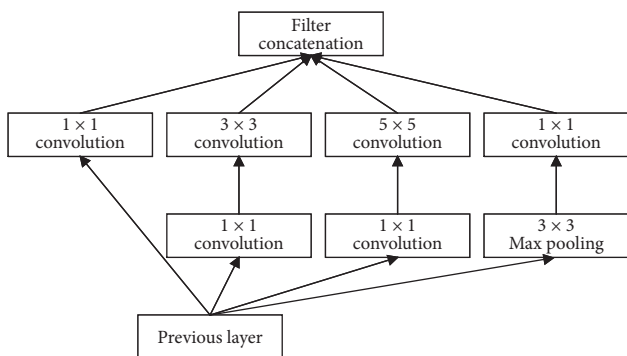 Filter
concatenation
1 × 1
convolution
3 × 3
convolution
5 × 5
convolution
1 × 1
convolution
1 × 1
convolution
1 × 1
convolution
3 × 3
Max pooling
Previous layer